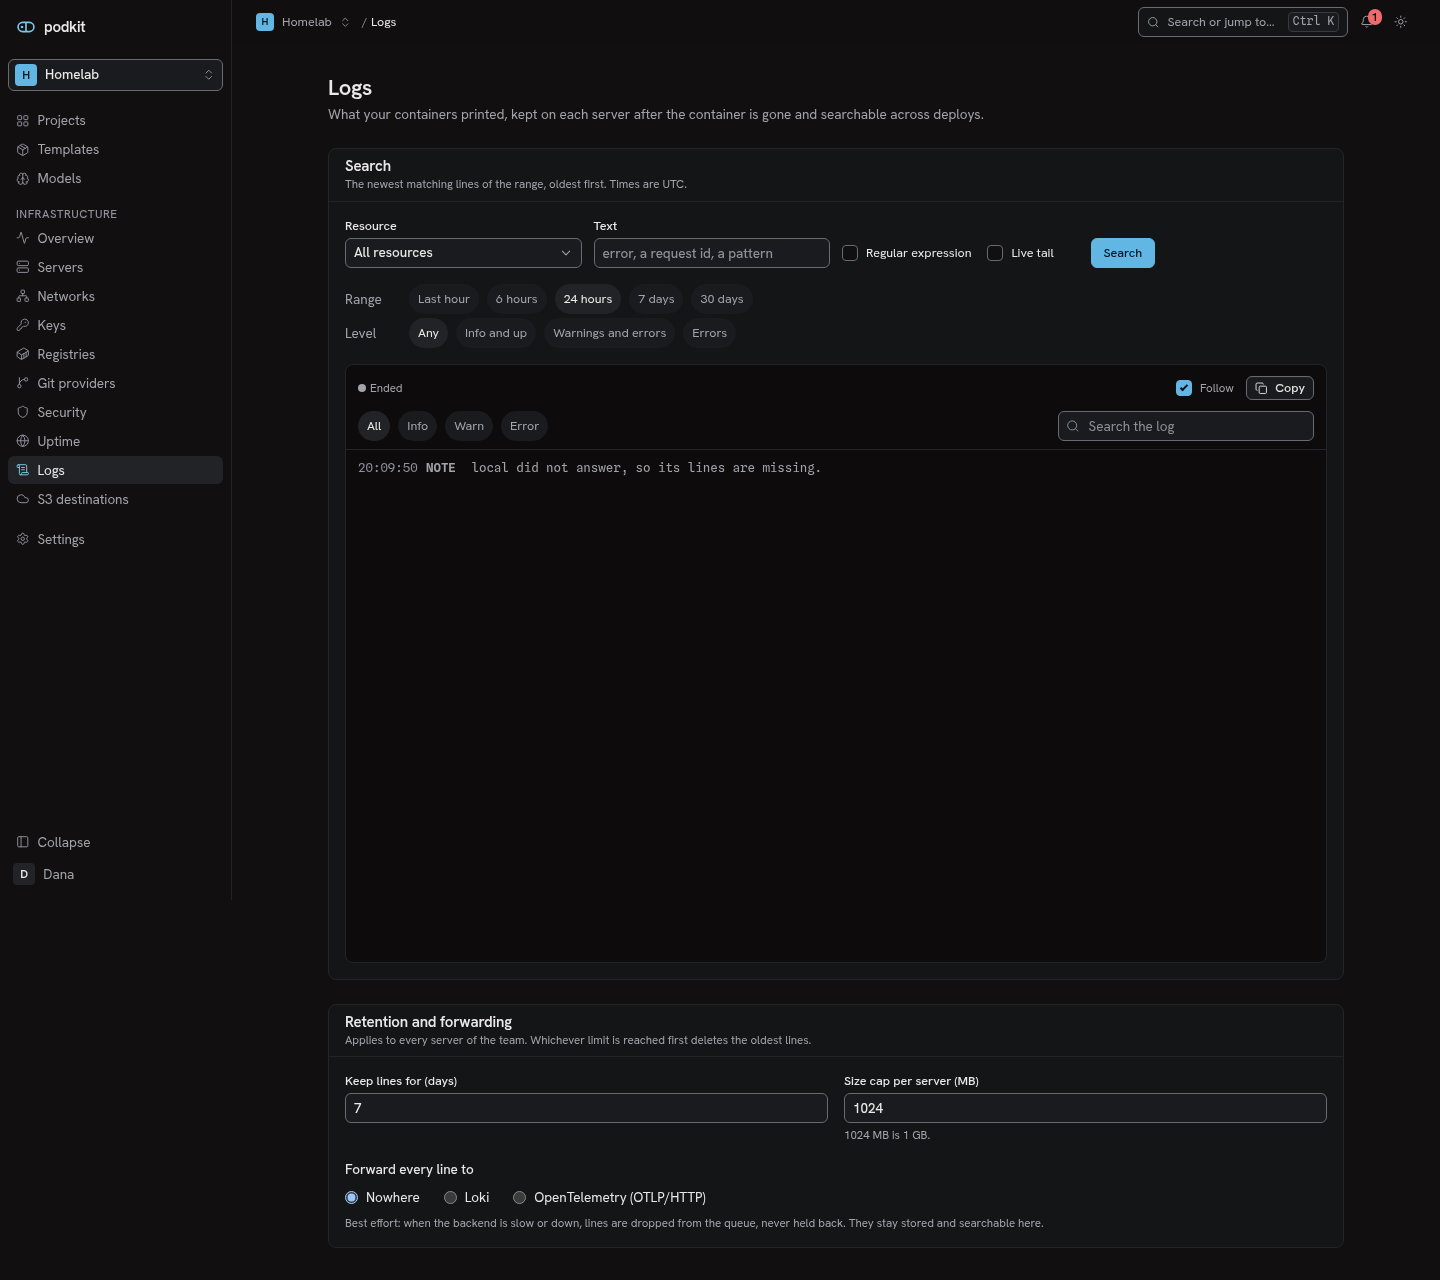 podkit
H Homelab
Projects
Templates
Models
INFRASTRUCTURE
Overview
Servers
Networks
Keys
Registries
Git providers
Security
Uptime
Logs
S3 destinations
Settings
Collapse
D Dana
H Homelab / Logs
Search or jump to... Ctrl K
1
Logs
What your containers printed, kept on each server after the container is gone and searchable across deploys.
Search
The newest matching lines of the range, oldest first. Times are UTC.
Resource Text
All resources error, a request id, a pattern Regular expression Live tail Search
Range Last hour 6 hours 24 hours 7 days 30 days
Level Any Info and up Warnings and errors Errors
Ended Follow Copy
All Info Warn Error Search the log
20:09:50 NOTE local did not answer, so its lines are missing.
Retention and forwarding
Applies to every server of the team. Whichever limit is reached first deletes the oldest lines.
Keep lines for (days) Size cap per server (MB)
7 1024
1024 MB is 1 GB.
Forward every line to
Nowhere Loki OpenTelemetry (OTLP/HTTP)
Best effort: when the backend is slow or down, lines are dropped from the queue, never held back. They stay stored and searchable here.